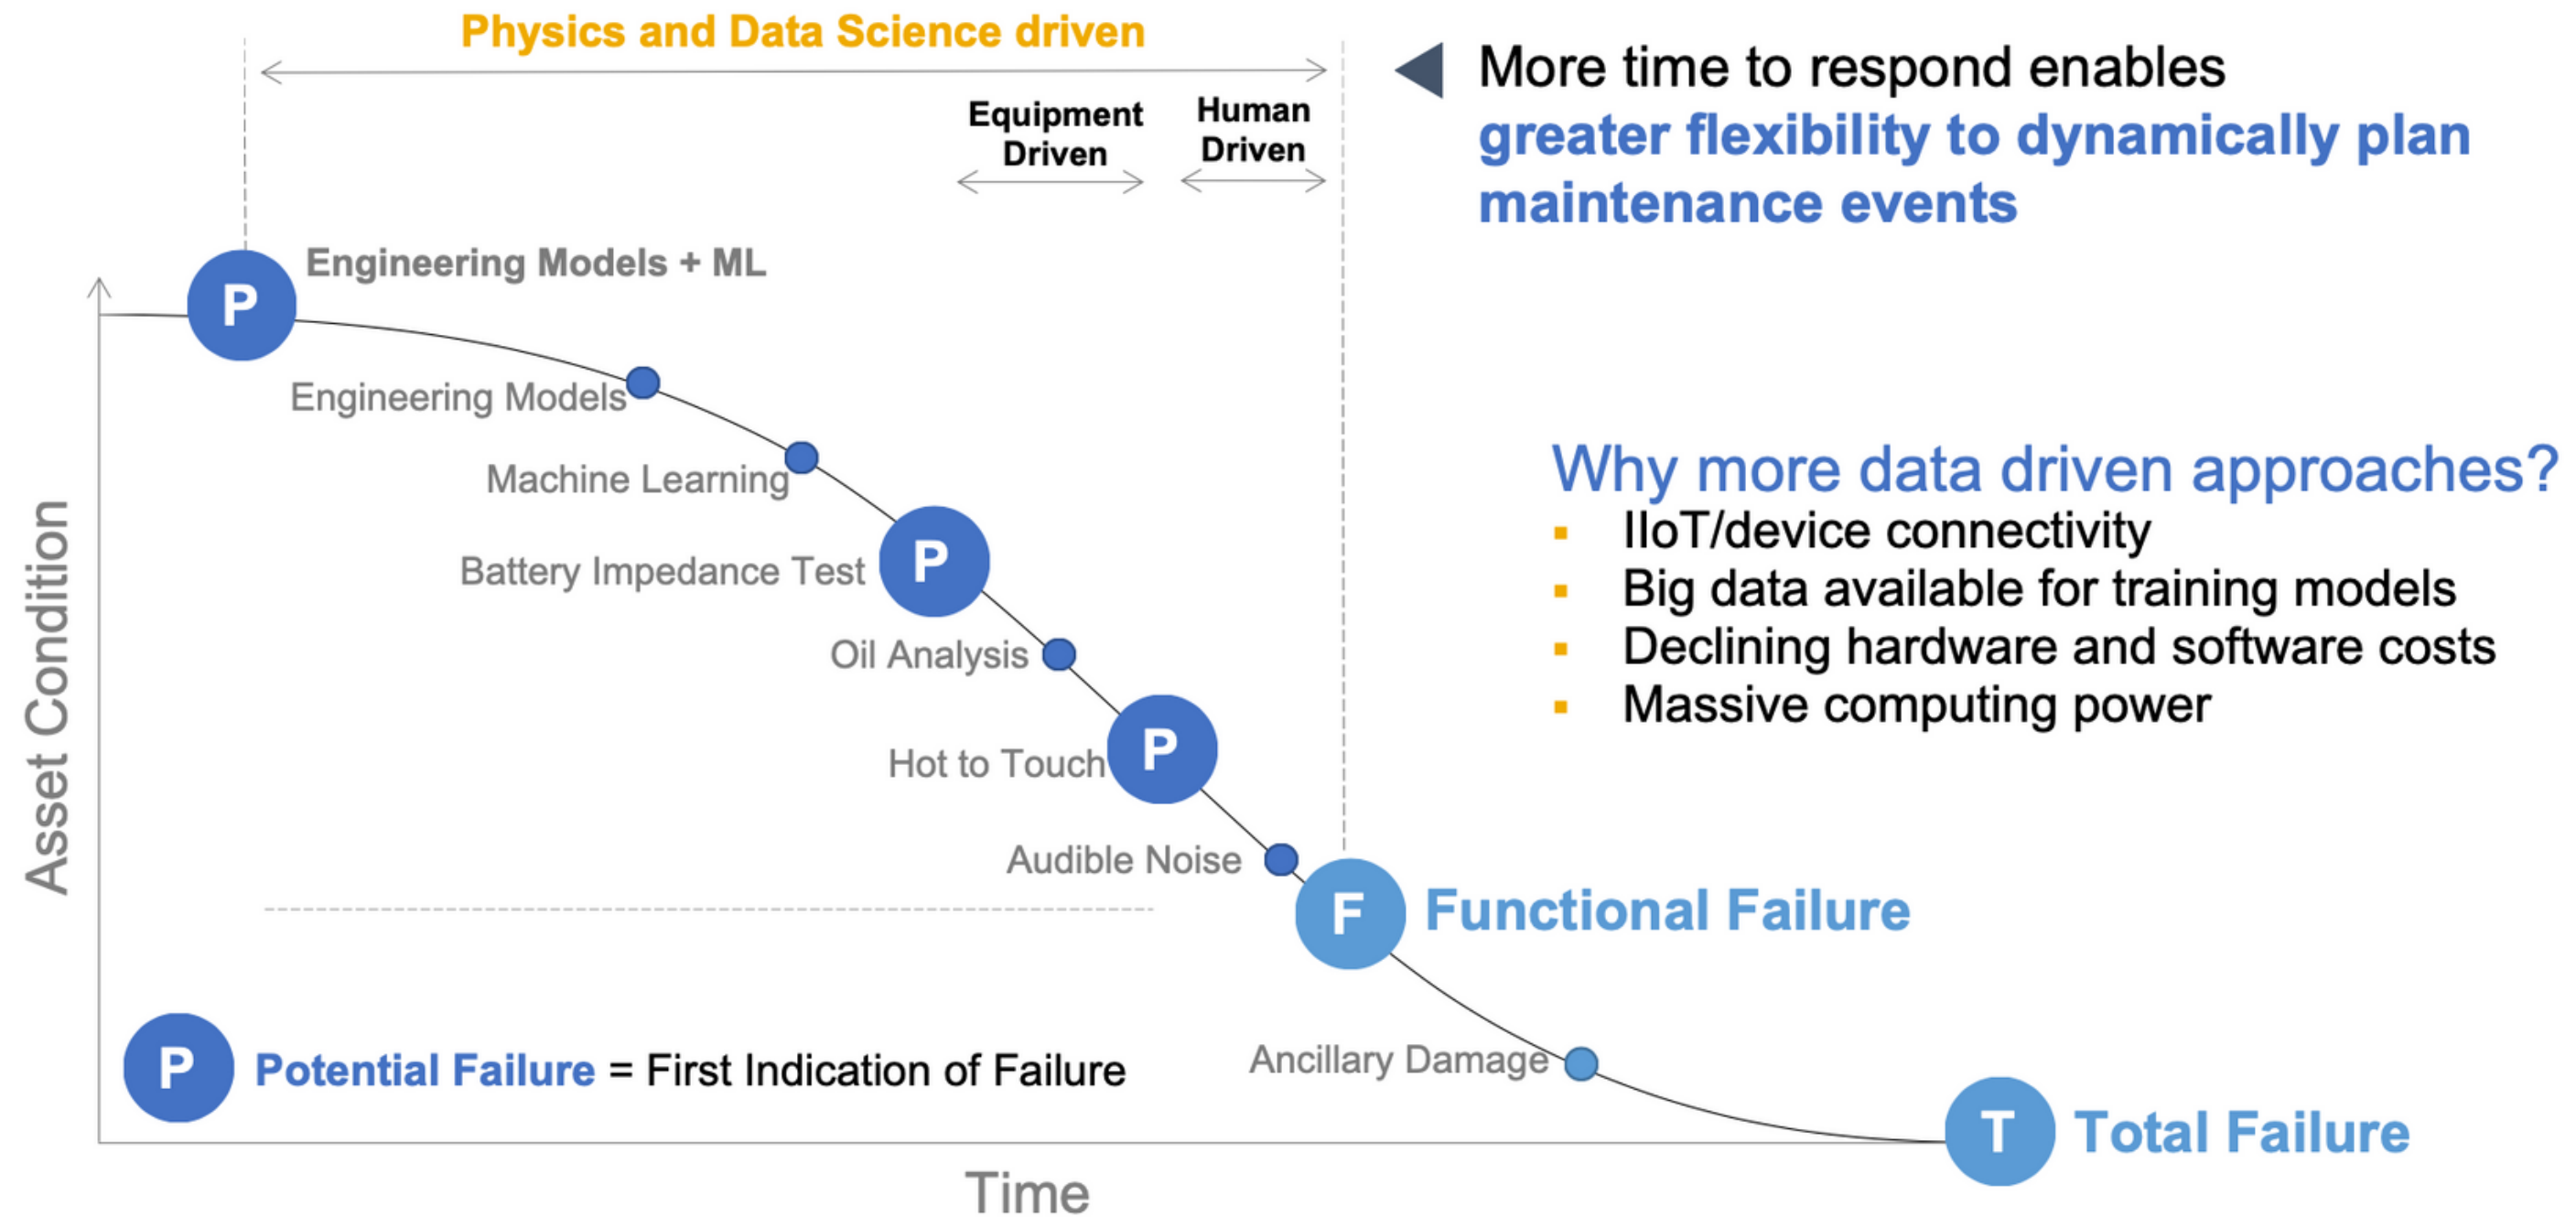 Physics and Data Science driven
Equipment
Driven
Human
Driven
More time to respond enables
greater flexibility to dynamically plan
maintenance events
P
Engineering Models + ML
Engineering Models
Machine Learning
Battery Impedance Test
P
Oil Analysis
Hot to Touch
P
Audible Noise
F
Functional Failure
Ancillary Damage
T
Total Failure
Why more data driven approaches?
▪ IIoT/device connectivity
▪ Big data available for training models
▪ Declining hardware and software costs
▪ Massive computing power
P
Potential Failure = First Indication of Failure
Asset Condition
Time